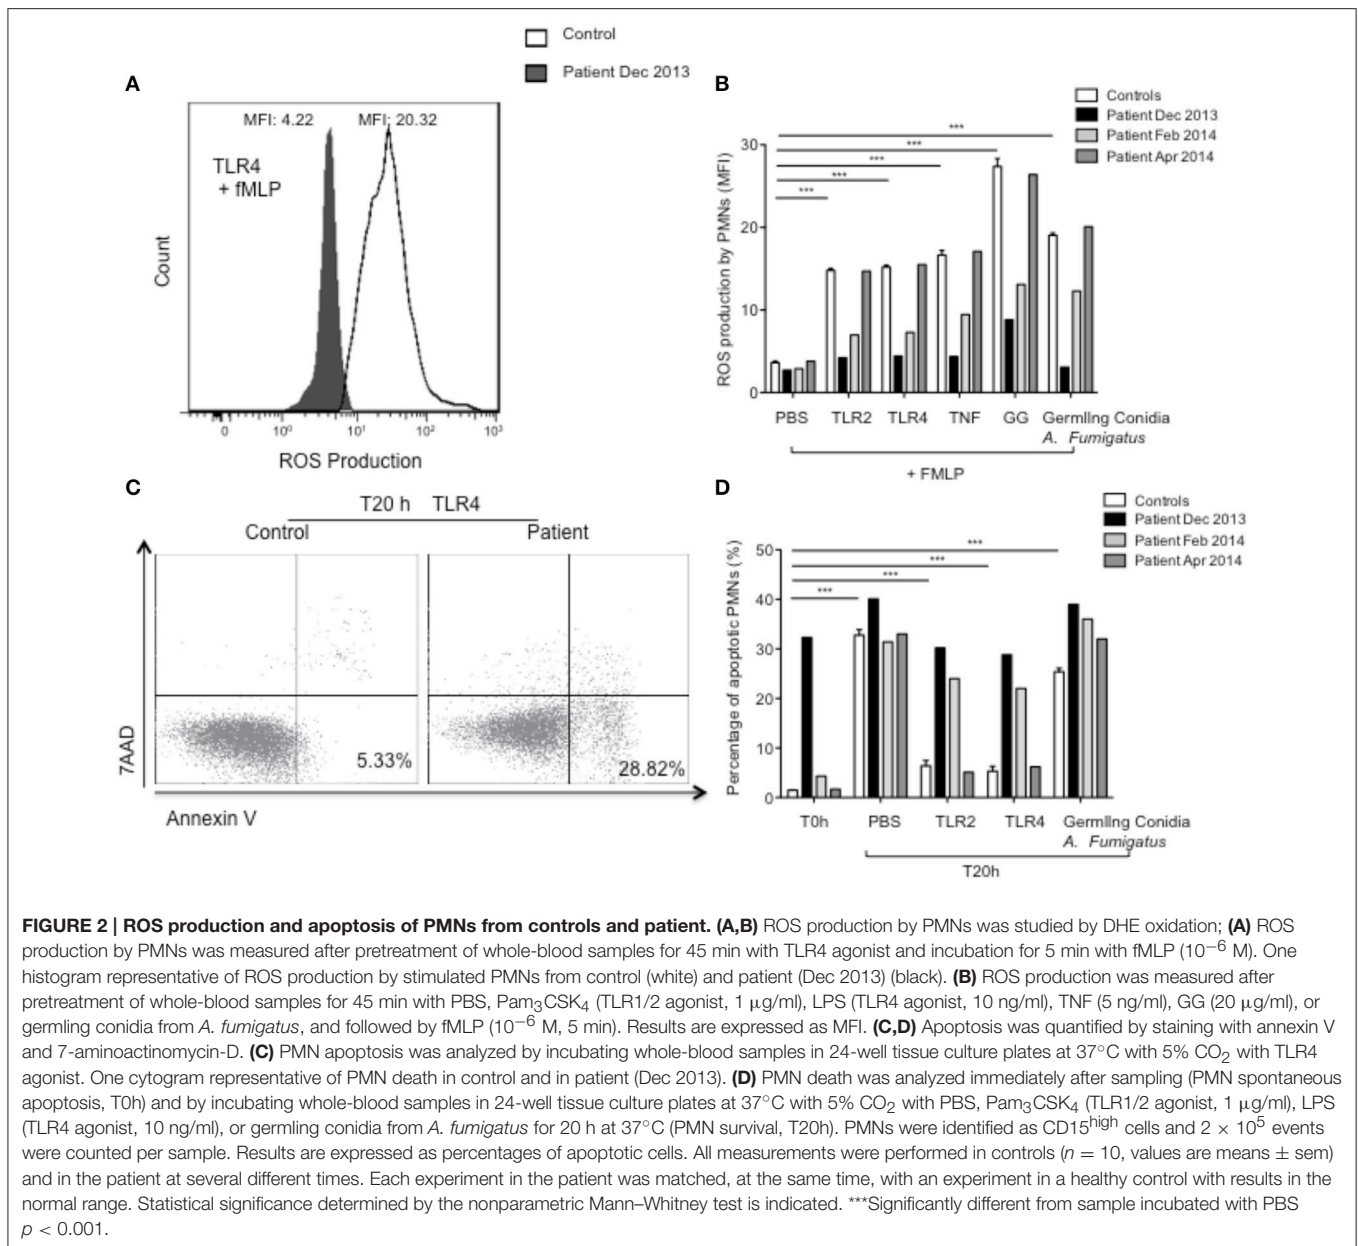 Control
Patient Dec 2013
A
MFI: 4.22
MFI: 20.32
TLR4
+ fMLP
Count
0
10⁰
10¹
10²
10³
ROS Production
B
Controls
Patient Dec 2013
Patient Feb 2014
Patient Apr 2014
ROS production by PMNs (MFI)
30
20
10
0
***
***
***
***
***
PBS
TLR2
TLR4
TNF
GG
Germling Conidia
A. Fumigatus
+ FMLP
C
T20 h TLR4
Control
Patient
7AAD
5.33%
28.82%
Annexin V
D
Controls
Patient Dec 2013
Patient Feb 2014
Patient Apr 2014
Percentage of apoptotic PMNs (%)
50
40
30
20
10
0
***
***
***
***
T0h
PBS
TLR2
TLR4
Germling Conidia
A. Fumigatus
T20h
FIGURE 2 | ROS production and apoptosis of PMNs from controls and patient. (A,B) ROS production by PMNs was studied by DHE oxidation; (A) ROS
production by PMNs was measured after pretreatment of whole-blood samples for 45 min with TLR4 agonist and incubation for 5 min with fMLP (10⁻⁶ M). One
histogram representative of ROS production by stimulated PMNs from control (white) and patient (Dec 2013) (black). (B) ROS production was measured after
pretreatment of whole-blood samples for 45 min with PBS, Pam₃CSK₄ (TLR1/2 agonist, 1 μg/ml), LPS (TLR4 agonist, 10 ng/ml), TNF (5 ng/ml), GG (20 μg/ml), or
germling conidia from A. fumigatus, and followed by fMLP (10⁻⁶ M, 5 min). Results are expressed as MFI. (C,D) Apoptosis was quantified by staining with annexin V
and 7-aminoactinomycin-D. (C) PMN apoptosis was analyzed by incubating whole-blood samples in 24-well tissue culture plates at 37°C with 5% CO₂ with TLR4
agonist. One cytogram representative of PMN death in control and in patient (Dec 2013). (D) PMN death was analyzed immediately after sampling (PMN spontaneous
apoptosis, T0h) and by incubating whole-blood samples in 24-well tissue culture plates at 37°C with 5% CO₂ with PBS, Pam₃CSK₄ (TLR1/2 agonist, 1 μg/ml), LPS
(TLR4 agonist, 10 ng/ml), or germling conidia from A. fumigatus for 20 h at 37°C (PMN survival, T20h). PMNs were identified as CD15ʰⁱᵍʰ cells and 2 × 10⁵ events
were counted per sample. Results are expressed as percentages of apoptotic cells. All measurements were performed in controls (n = 10, values are means ± sem)
and in the patient at several different times. Each experiment in the patient was matched, at the same time, with an experiment in a healthy control with results in the
normal range. Statistical significance determined by the nonparametric Mann–Whitney test is indicated. ***Significantly different from sample incubated with PBS
p < 0.001.